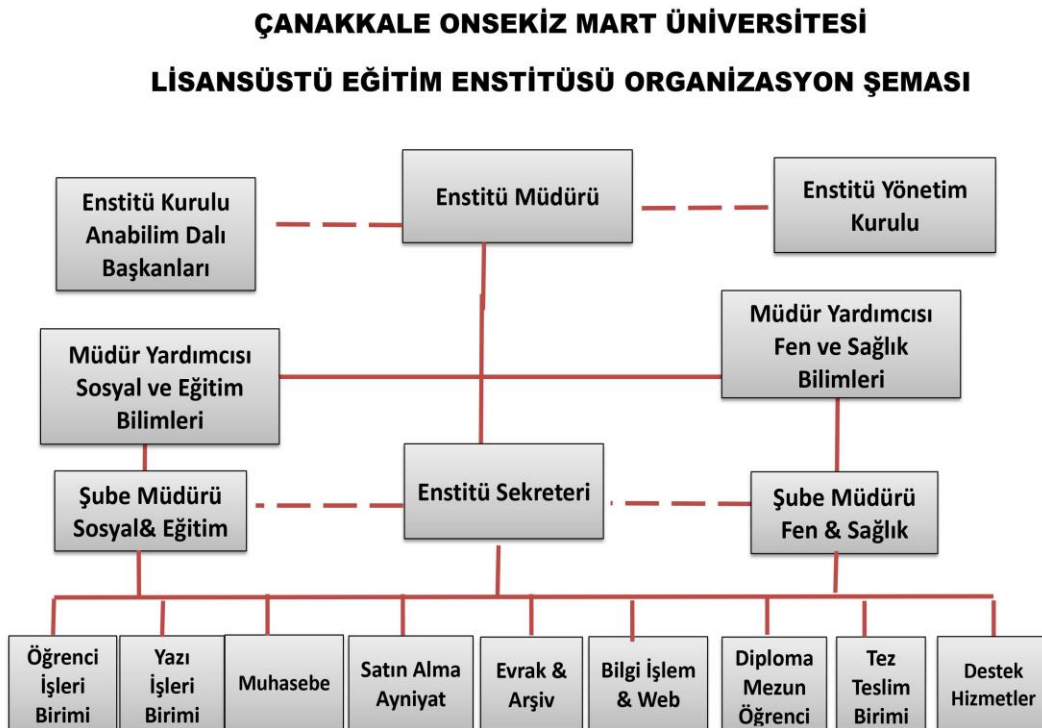 ÇANAKKALE ONSEKİZ MART ÜNİVERSİTESİ
LİSANSÜSTÜ EĞİTİM ENSTİTÜSÜ ORGANİZASYON ŞEMASI
Enstitü Kurulu
Anabilim Dalı
Başkanları
Enstitü Müdürü
Enstitü Yönetim
Kurulu
Müdür Yardımcısı
Sosyal ve Eğitim
Bilimleri
Müdür Yardımcısı
Fen ve Sağlık
Bilimleri
Şube Müdürü
Sosyal& Eğitim
Enstitü Sekreteri
Şube Müdürü
Fen & Sağlık
Öğrenci
İşleri
Birimi
Yazı
İşleri
Birimi
Muhasebe
Satın Alma
Ayniyat
Evrak &
Arşiv
Bilgi İşlem
& Web
Diploma
Mezun
Öğrenci
Tez
Teslim
Birimi
Destek
Hizmetler